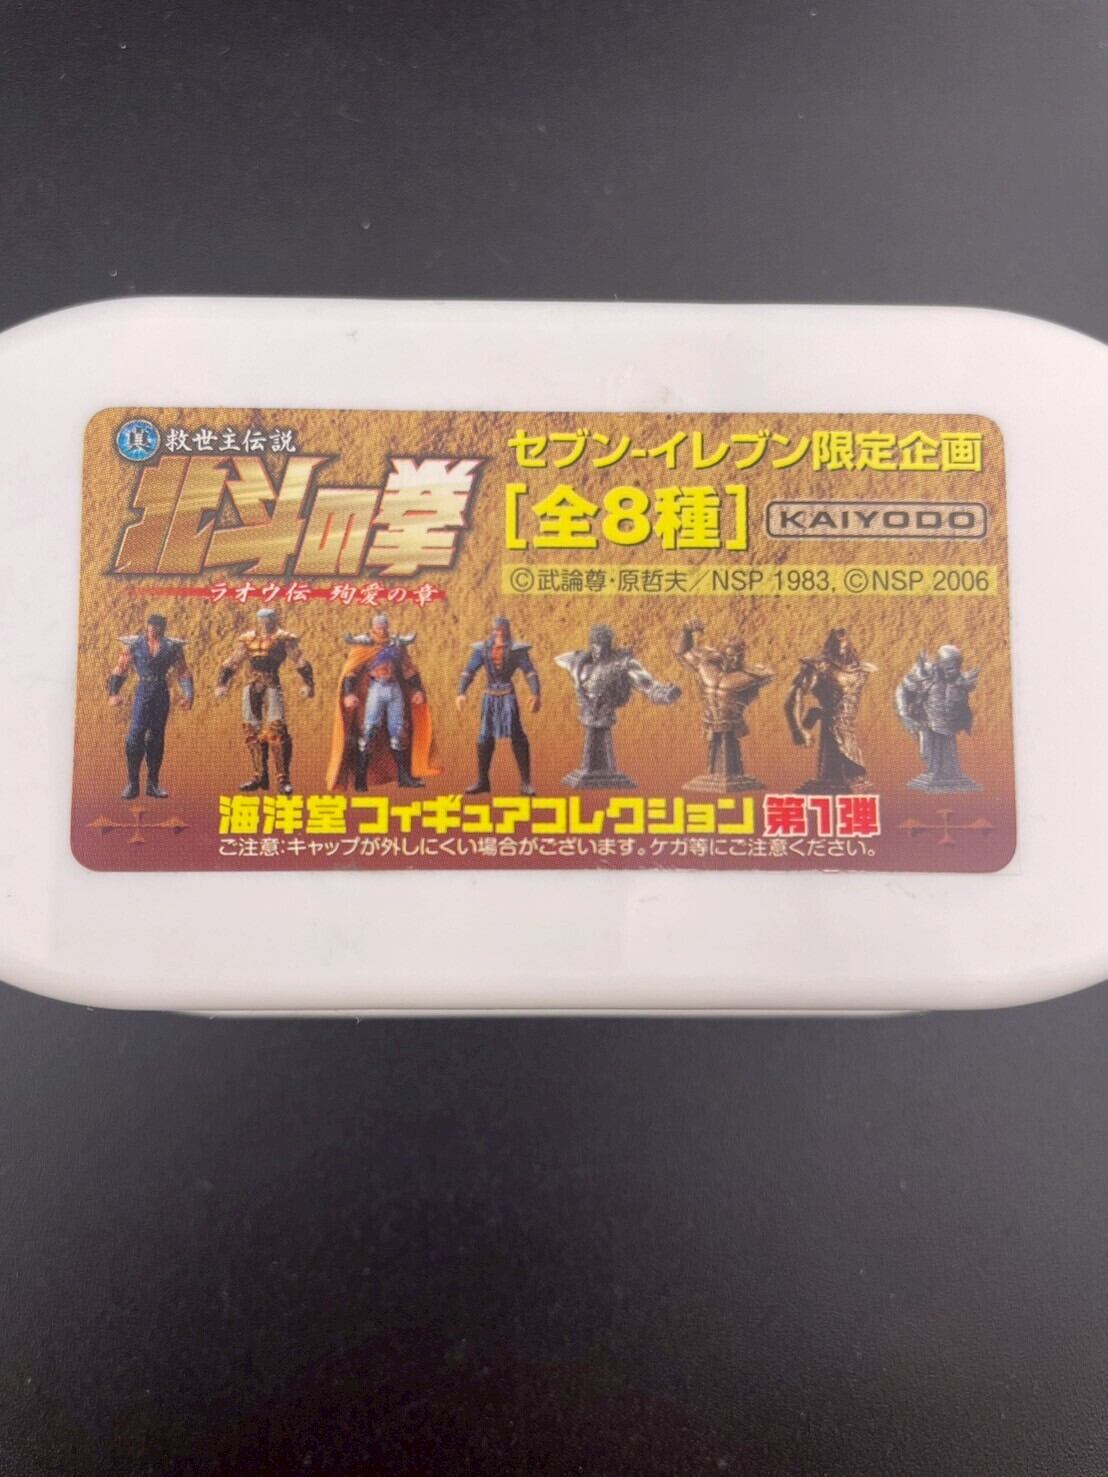 真 救世主伝説
北斗の拳
ラオウ伝 殉愛の章
セブン-イレブン限定企画
[全8種] KAIYODO
©武論尊・原哲夫/NSP 1983, ©NSP 2006
海洋堂フィギュアコレクション 第1弾
ご注意:キャップが外しにくい場合がございます。ケガ等にご注意ください。